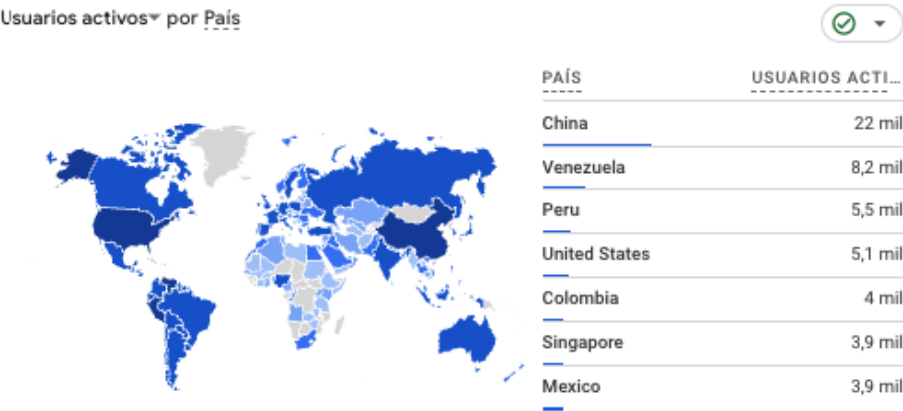 Usuarios activos por País
PAÍS USUARIOS ACTI...
China 22 mil
Venezuela 8,2 mil
Peru 5,5 mil
United States 5,1 mil
Colombia 4 mil
Singapore 3,9 mil
Mexico 3,9 mil